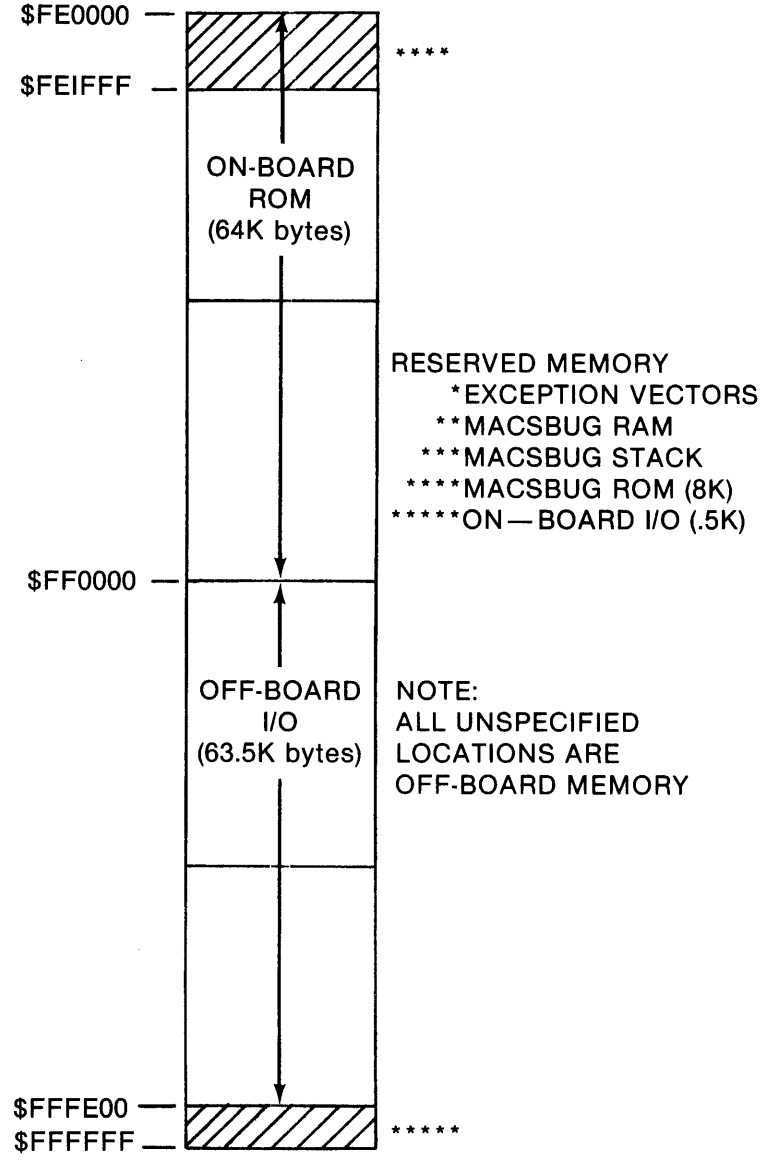 $FE0000
****
$FEIFFF
ON-BOARD
ROM
(64K bytes)
RESERVED MEMORY
*EXCEPTION VECTORS
**MACSBUG RAM
***MACSBUG STACK
****MACSBUG ROM (8K)
*****ON—BOARD I/O (.5K)
$FF0000
OFF-BOARD
I/O
(63.5K bytes)
NOTE:
ALL UNSPECIFIED
LOCATIONS ARE
OFF-BOARD MEMORY
$FFFE00
*****
$FFFFFF